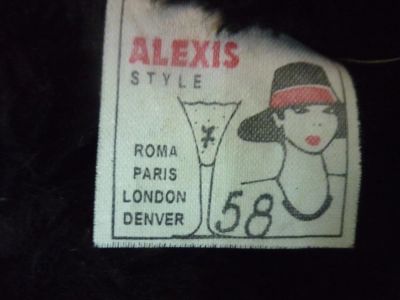 ALEXIS
STYLE
ROMA
PARIS
LONDON
DENVER
58